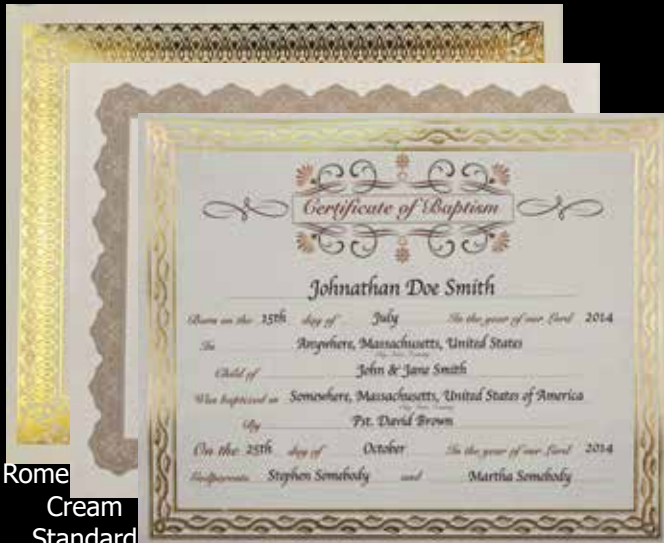 Certificate of Baptism
Johnathan Doe Smith
Born on the 15th day of July In the year of our Lord 2014
In Anywhere, Massachusetts, United States
Child of John & Jane Smith
Was baptized in Somewhere, Massachusetts, United States of America
By Pst. David Brown
On the 25th day of October In the year of our Lord 2014
Godparents Stephen Somebody and Martha Somebody
Rome
Cream
Standard